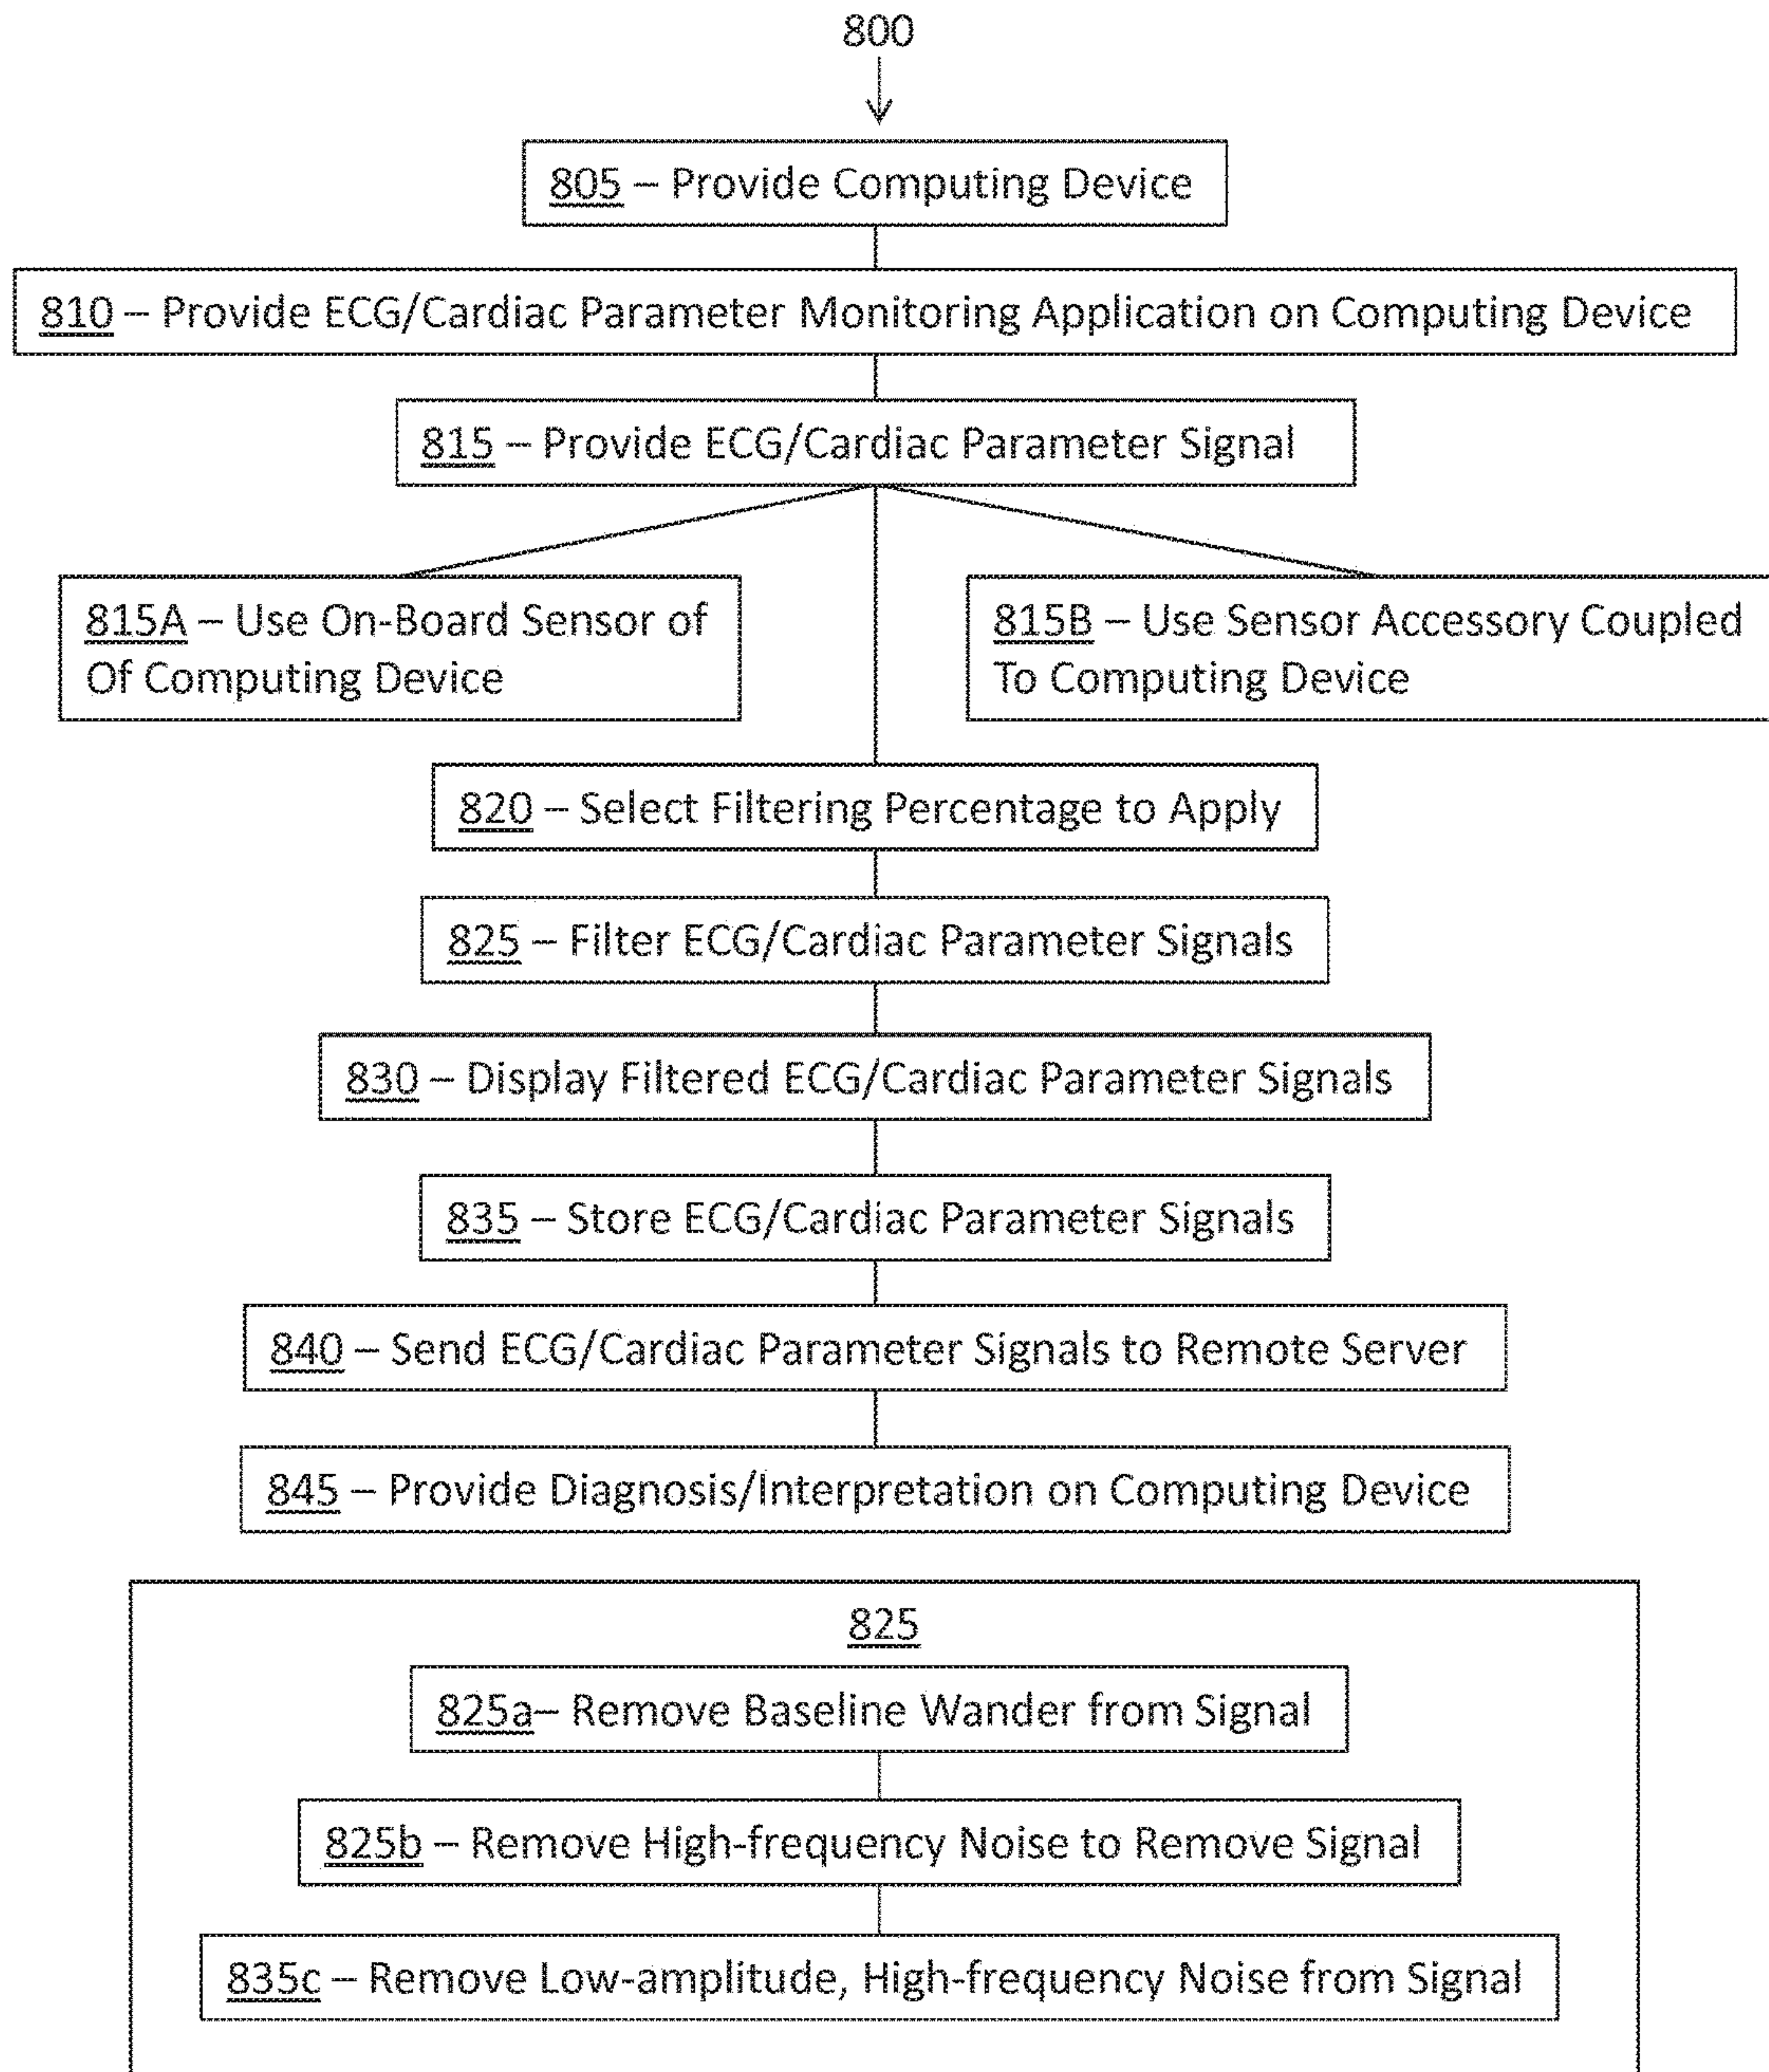 800
805 – Provide Computing Device
810 – Provide ECG/Cardiac Parameter Monitoring Application on Computing Device
815 – Provide ECG/Cardiac Parameter Signal
815A – Use On-Board Sensor of
Of Computing Device
815B – Use Sensor Accessory Coupled
To Computing Device
820 – Select Filtering Percentage to Apply
825 – Filter ECG/Cardiac Parameter Signals
830 – Display Filtered ECG/Cardiac Parameter Signals
835 – Store ECG/Cardiac Parameter Signals
840 – Send ECG/Cardiac Parameter Signals to Remote Server
845 – Provide Diagnosis/Interpretation on Computing Device
825
825a– Remove Baseline Wander from Signal
825b – Remove High-frequency Noise to Remove Signal
835c – Remove Low-amplitude, High-frequency Noise from Signal